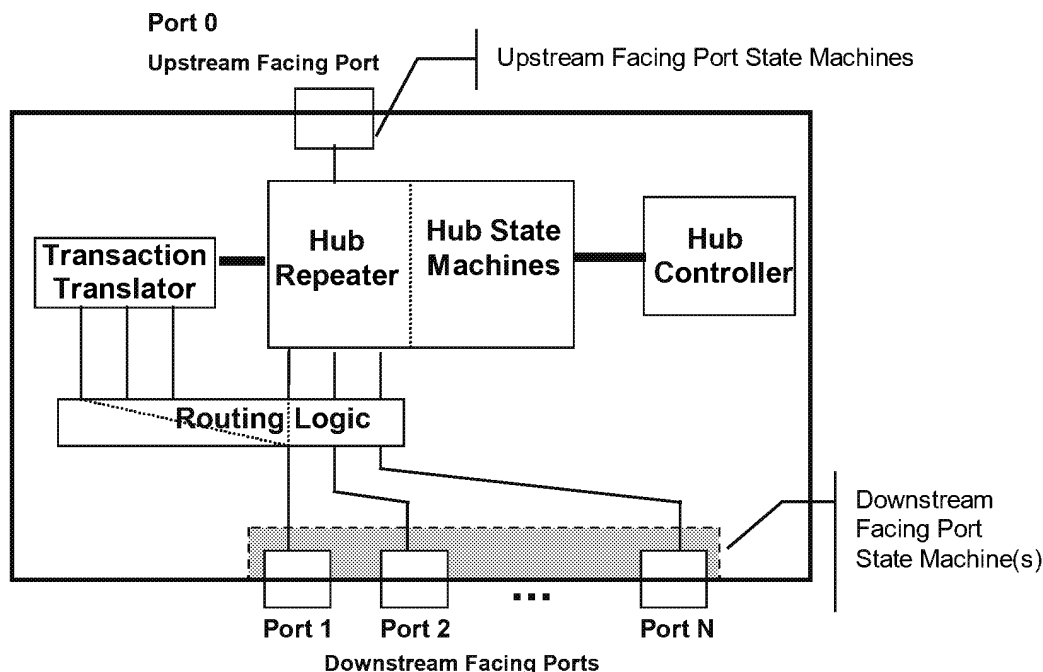 Port 0
Upstream Facing Port
Upstream Facing Port State Machines
Transaction
Translator
Hub
Repeater
Hub State
Machines
Hub
Controller
Routing Logic
Downstream
Facing Port
State Machine(s)
...
Port 1
Port 2
Port N
Downstream Facing Ports